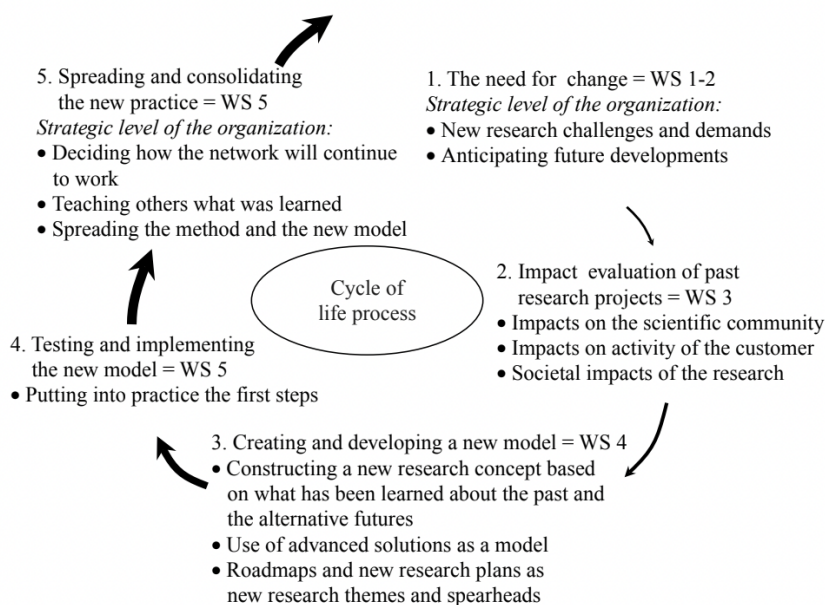 1. The need for change = WS 1-2
Strategic level of the organization:
• New research challenges and demands
• Anticipating future developments
2. Impact evaluation of past
research projects = WS 3
• Impacts on the scientific community
• Impacts on activity of the customer
• Societal impacts of the research
3. Creating and developing a new model = WS 4
• Constructing a new research concept based
on what has been learned about the past and
the alternative futures
• Use of advanced solutions as a model
• Roadmaps and new research plans as
new research themes and spearheads
4. Testing and implementing
the new model = WS 5
• Putting into practice the first steps
5. Spreading and consolidating
the new practice = WS 5
Strategic level of the organization:
• Deciding how the network will continue
to work
• Teaching others what was learned
• Spreading the method and the new model
Cycle of
life process